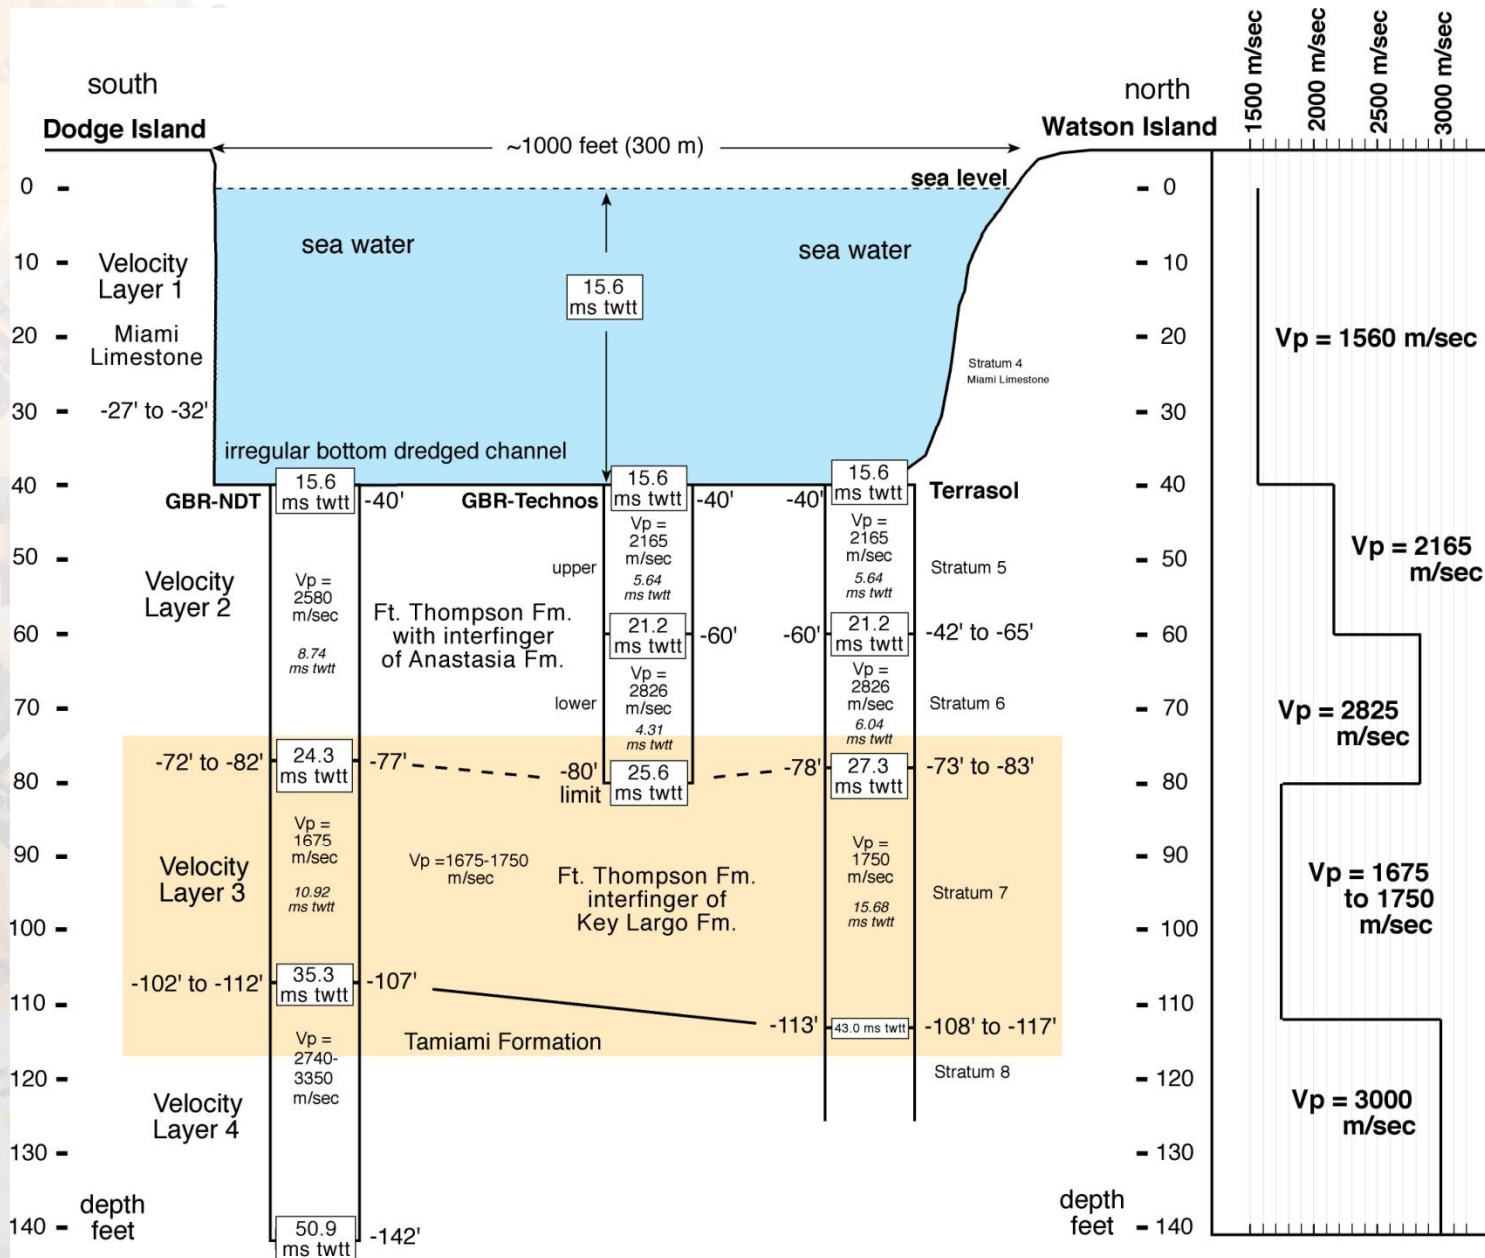 south
north
Dodge Island
~1000 feet (300 m)
Watson Island
1500 m/sec
2000 m/sec
2500 m/sec
3000 m/sec
sea level
0
0
sea water
sea water
10
10
Velocity
Layer 1
15.6
ms twtt
20
20
Miami
Limestone
Vp = 1560 m/sec
Stratum 4
Miami Limestone
30
30
-27' to -32'
irregular bottom dredged channel
40
40
GBR-NDT
15.6
ms twtt
-40'
GBR-Technos
15.6
ms twtt
-40'
-40'
15.6
ms twtt
Terrasol
50
50
Velocity
Layer 2
Vp =
2580
m/sec
8.74
ms twtt
Ft. Thompson Fm.
with interfinger
of Anastasia Fm.
upper
Vp =
2165
m/sec
5.64
ms twtt
Vp =
2165
m/sec
5.64
ms twtt
Stratum 5
Vp = 2165
m/sec
60
60
21.2
ms twtt
-60'
-60'
21.2
ms twtt
-42' to -65'
70
70
lower
Vp =
2826
m/sec
4.31
ms twtt
Vp =
2826
m/sec
6.04
ms twtt
Stratum 6
Vp = 2825
m/sec
80
80
-72' to -82'
24.3
ms twtt
-77'
-80'
limit
25.6
ms twtt
-78'
27.3
ms twtt
-73' to -83'
90
90
Velocity
Layer 3
Vp =
1675
m/sec
10.92
ms twtt
Vp =1675-1750
m/sec
Ft. Thompson Fm.
interfinger of
Key Largo Fm.
Vp =
1750
m/sec
15.68
ms twtt
Stratum 7
Vp = 1675
to 1750
m/sec
100
100
-102' to -112'
35.3
ms twtt
-107'
110
110
-113'
43.0 ms twtt
-108' to -117'
Tamiami Formation
Vp =
2740-
3350
m/sec
Stratum 8
120
120
Velocity
Layer 4
Vp = 3000
m/sec
130
130
depth
feet
depth
feet
140
140
50.9
ms twtt
-142'